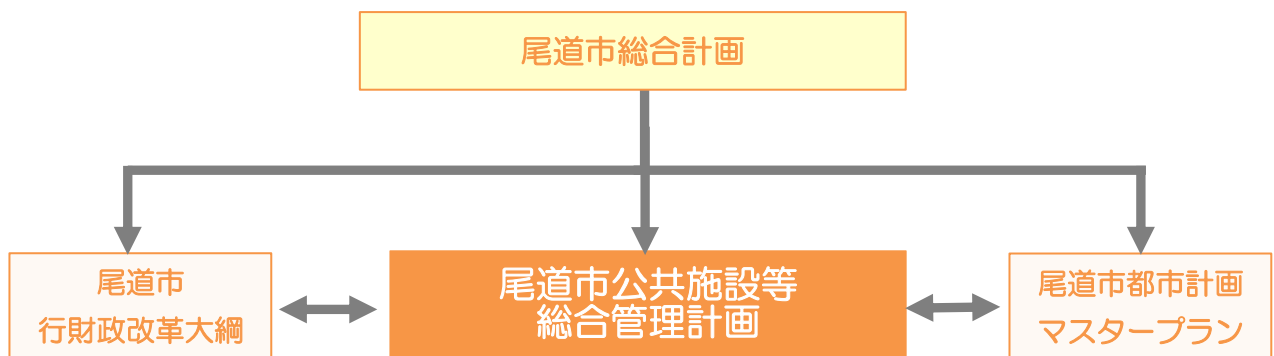 尾道市総合計画
尾道市
行財政改革大綱
尾道市公共施設等
総合管理計画
尾道市都市計画
マスタープラン